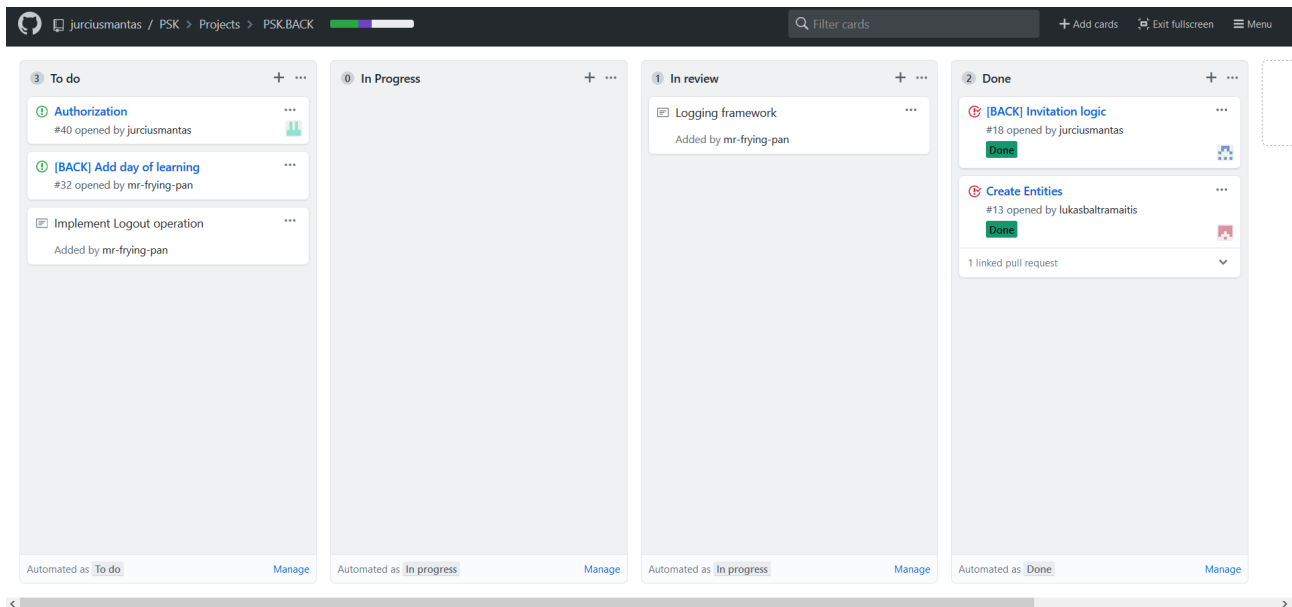 jurciusmantas / PSK > Projects > PSK.BACK
Filter cards
Add cards
Exit fullscreen
Menu
3 To do
Authorization
#40 opened by jurciusmantas
[BACK] Add day of learning
#32 opened by mr-frying-pan
Implement Logout operation
Added by mr-frying-pan
Automated as To do
Manage
0 In Progress
Automated as In progress
Manage
1 In review
Logging framework
Added by mr-frying-pan
Automated as In progress
Manage
2 Done
[BACK] Invitation logic
#18 opened by jurciusmantas
Done
Create Entities
#13 opened by lukasbaltramaitis
Done
1 linked pull request
Automated as Done
Manage